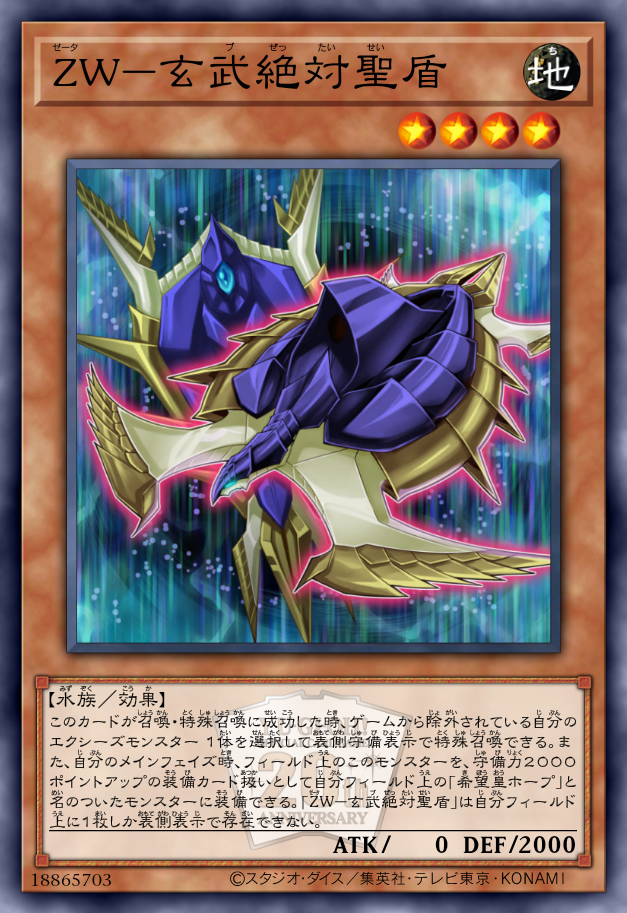 ZW－玄武絶対聖盾
地
【水族／効果】
このカードが召喚・特殊召喚に成功した時、ゲームから除外されている自分の
エクシーズモンスター１体を選択して表側守備表示で特殊召喚できる。ま
た、自分のメインフェイズ時、フィールド上のこのモンスターを、守備力２０００
ポイントアップの装備カード扱いとして自分フィールド上の「希望皇ホープ」と
名のついたモンスターに装備できる。「ZW－玄武絶対聖盾」は自分フィールド
上に１枚しか表側表示で存在できない。
ATK/ 0 DEF/2000
18865703 ©スタジオ・ダイス／集英社・テレビ東京・KONAMI